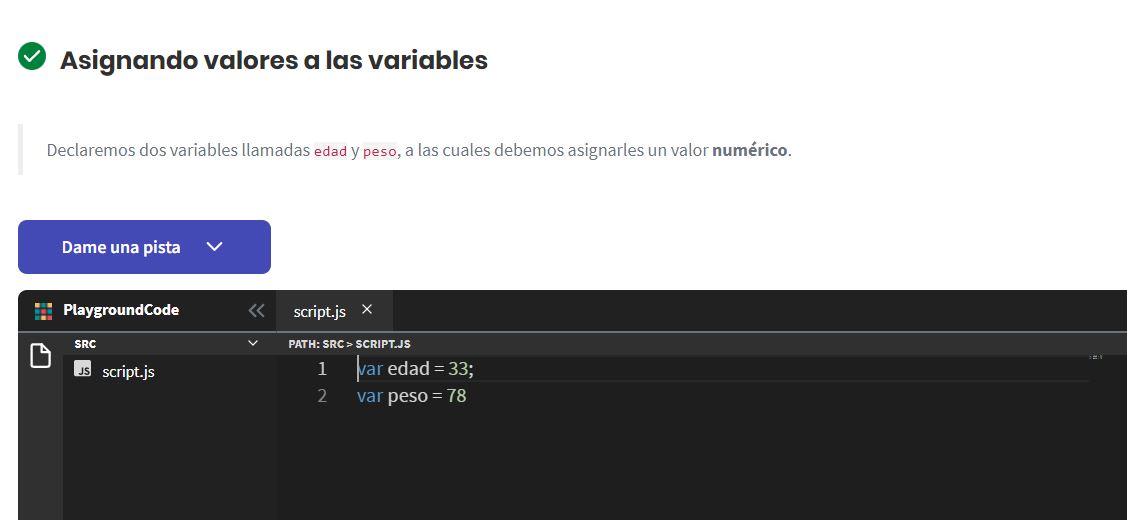 Asignando valores a las variables
Declaremos dos variables llamadas edad y peso, a las cuales debemos asignarles un valor numérico.
Dame una pista
PlaygroundCode
script.js
SRC
PATH: SRC > SCRIPT.JS
JS script.js
1 var edad = 33;
2 var peso = 78